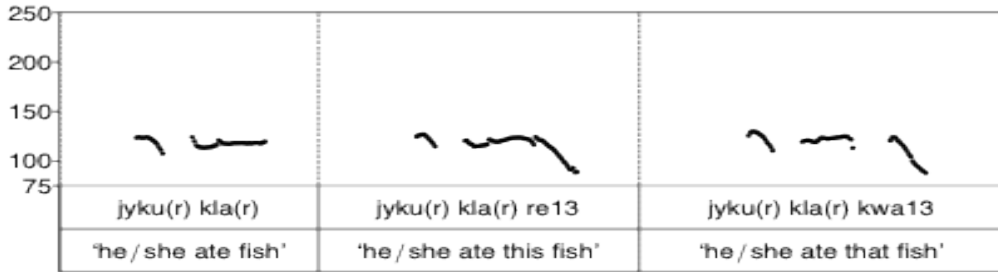 250
200
150
100
75
jyku(r) kla(r)
jyku(r) kla(r) re13
jyku(r) kla(r) kwa13
‘he/she ate fish’
‘he/she ate this fish’
‘he/she ate that fish’